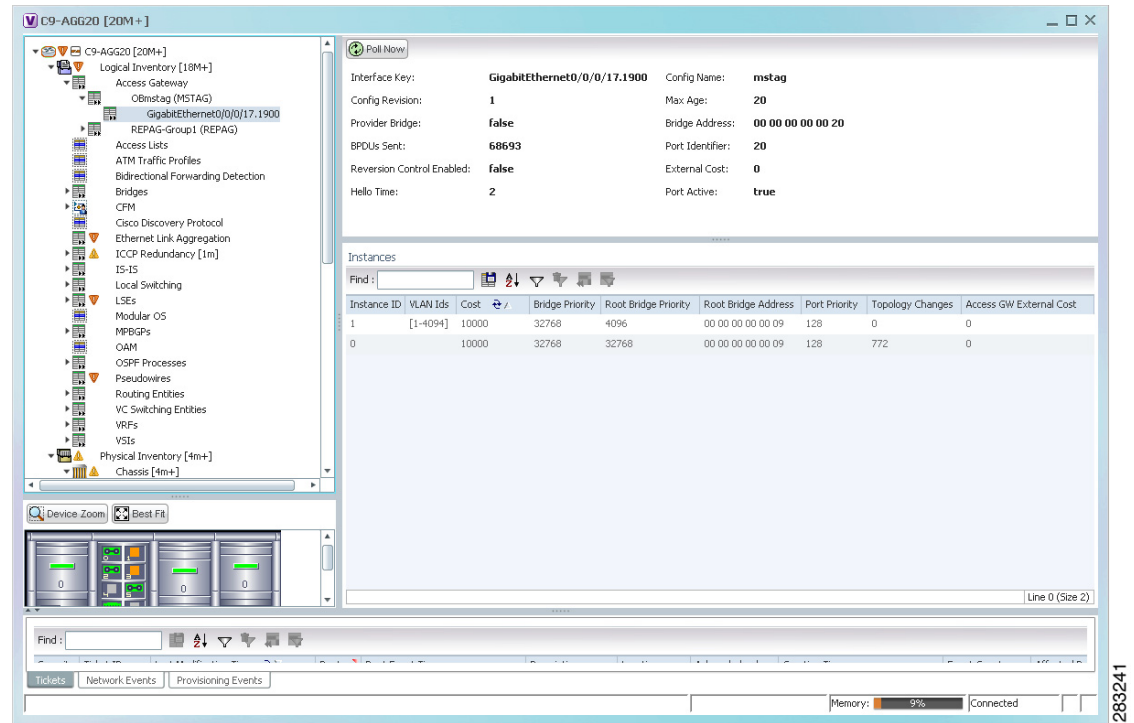 C9-AGG20 [20M+]
C9-AGG20 [20M+]
Logical Inventory [18M+]
Access Gateway
OBmstag (MSTAG)
GigabitEthernet0/0/0/17.1900
REPAG-Group1 (REPAG)
Access Lists
ATM Traffic Profiles
Bidirectional Forwarding Detection
Bridges
CFM
Cisco Discovery Protocol
Ethernet Link Aggregation
ICCP Redundancy [1m]
IS-IS
Local Switching
LSEs
Modular OS
MPBGPs
OAM
OSPF Processes
Pseudowires
Routing Entities
VC Switching Entities
VRFs
VSIs
Physical Inventory [4m+]
Chassis [4m+]
Device Zoom Best Fit
0 0 0
Poll Now
Interface Key: GigabitEthernet0/0/0/17.1900 Config Name: mstag
Config Revision: 1 Max Age: 20
Provider Bridge: false Bridge Address: 00 00 00 00 00 20
BPDUs Sent: 68693 Port Identifier: 20
Reversion Control Enabled: false External Cost: 0
Hello Time: 2 Port Active: true
Instances
Find :
Instance ID VLAN Ids Cost Bridge Priority Root Bridge Priority Root Bridge Address Port Priority Topology Changes Access GW External Cost
1 [1-4094] 10000 32768 4096 00 00 00 00 00 09 128 0 0
0 10000 32768 32768 00 00 00 00 00 09 128 772 0
Line 0 (Size 2)
Find :
Tickets Network Events Provisioning Events
Memory: 9% Connected
283241